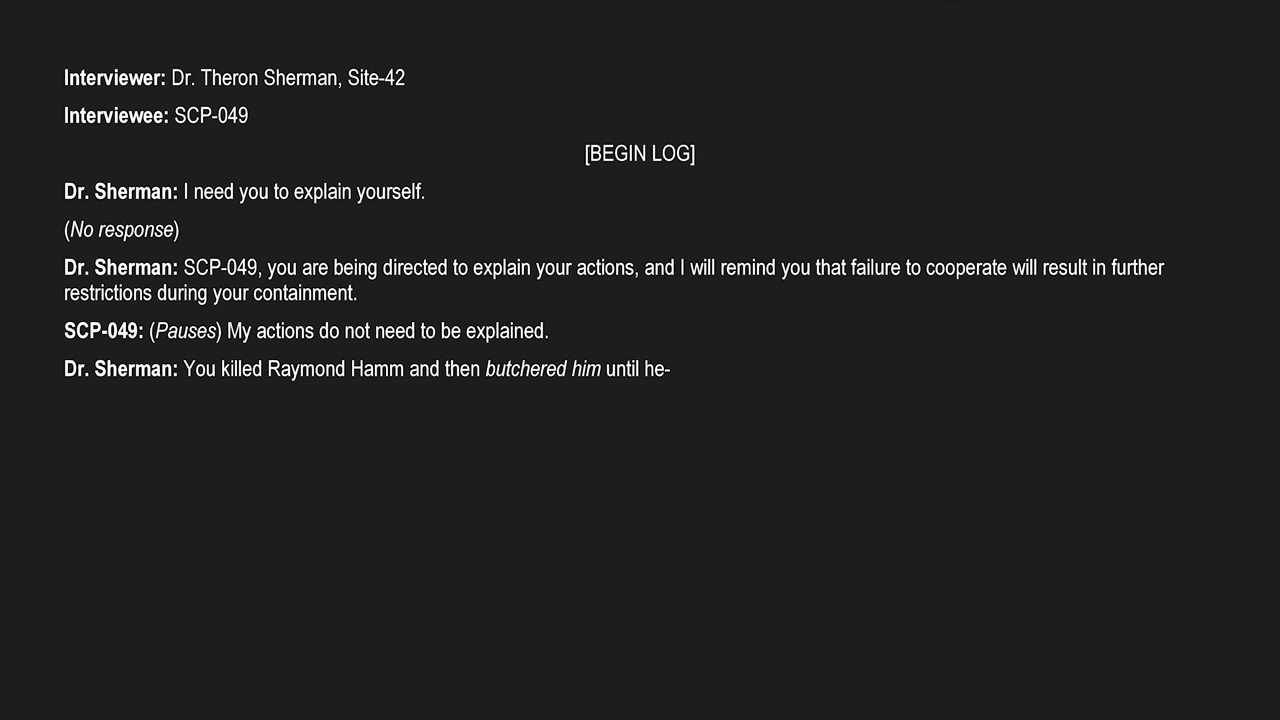 Interviewer: Dr. Theron Sherman, Site-42
Interviewee: SCP-049
[BEGIN LOG]
Dr. Sherman: I need you to explain yourself.
(No response)
Dr. Sherman: SCP-049, you are being directed to explain your actions, and I will remind you that failure to cooperate will result in further
restrictions during your containment.
SCP-049: (Pauses) My actions do not need to be explained.
Dr. Sherman: You killed Raymond Hamm and then butchered him until he-